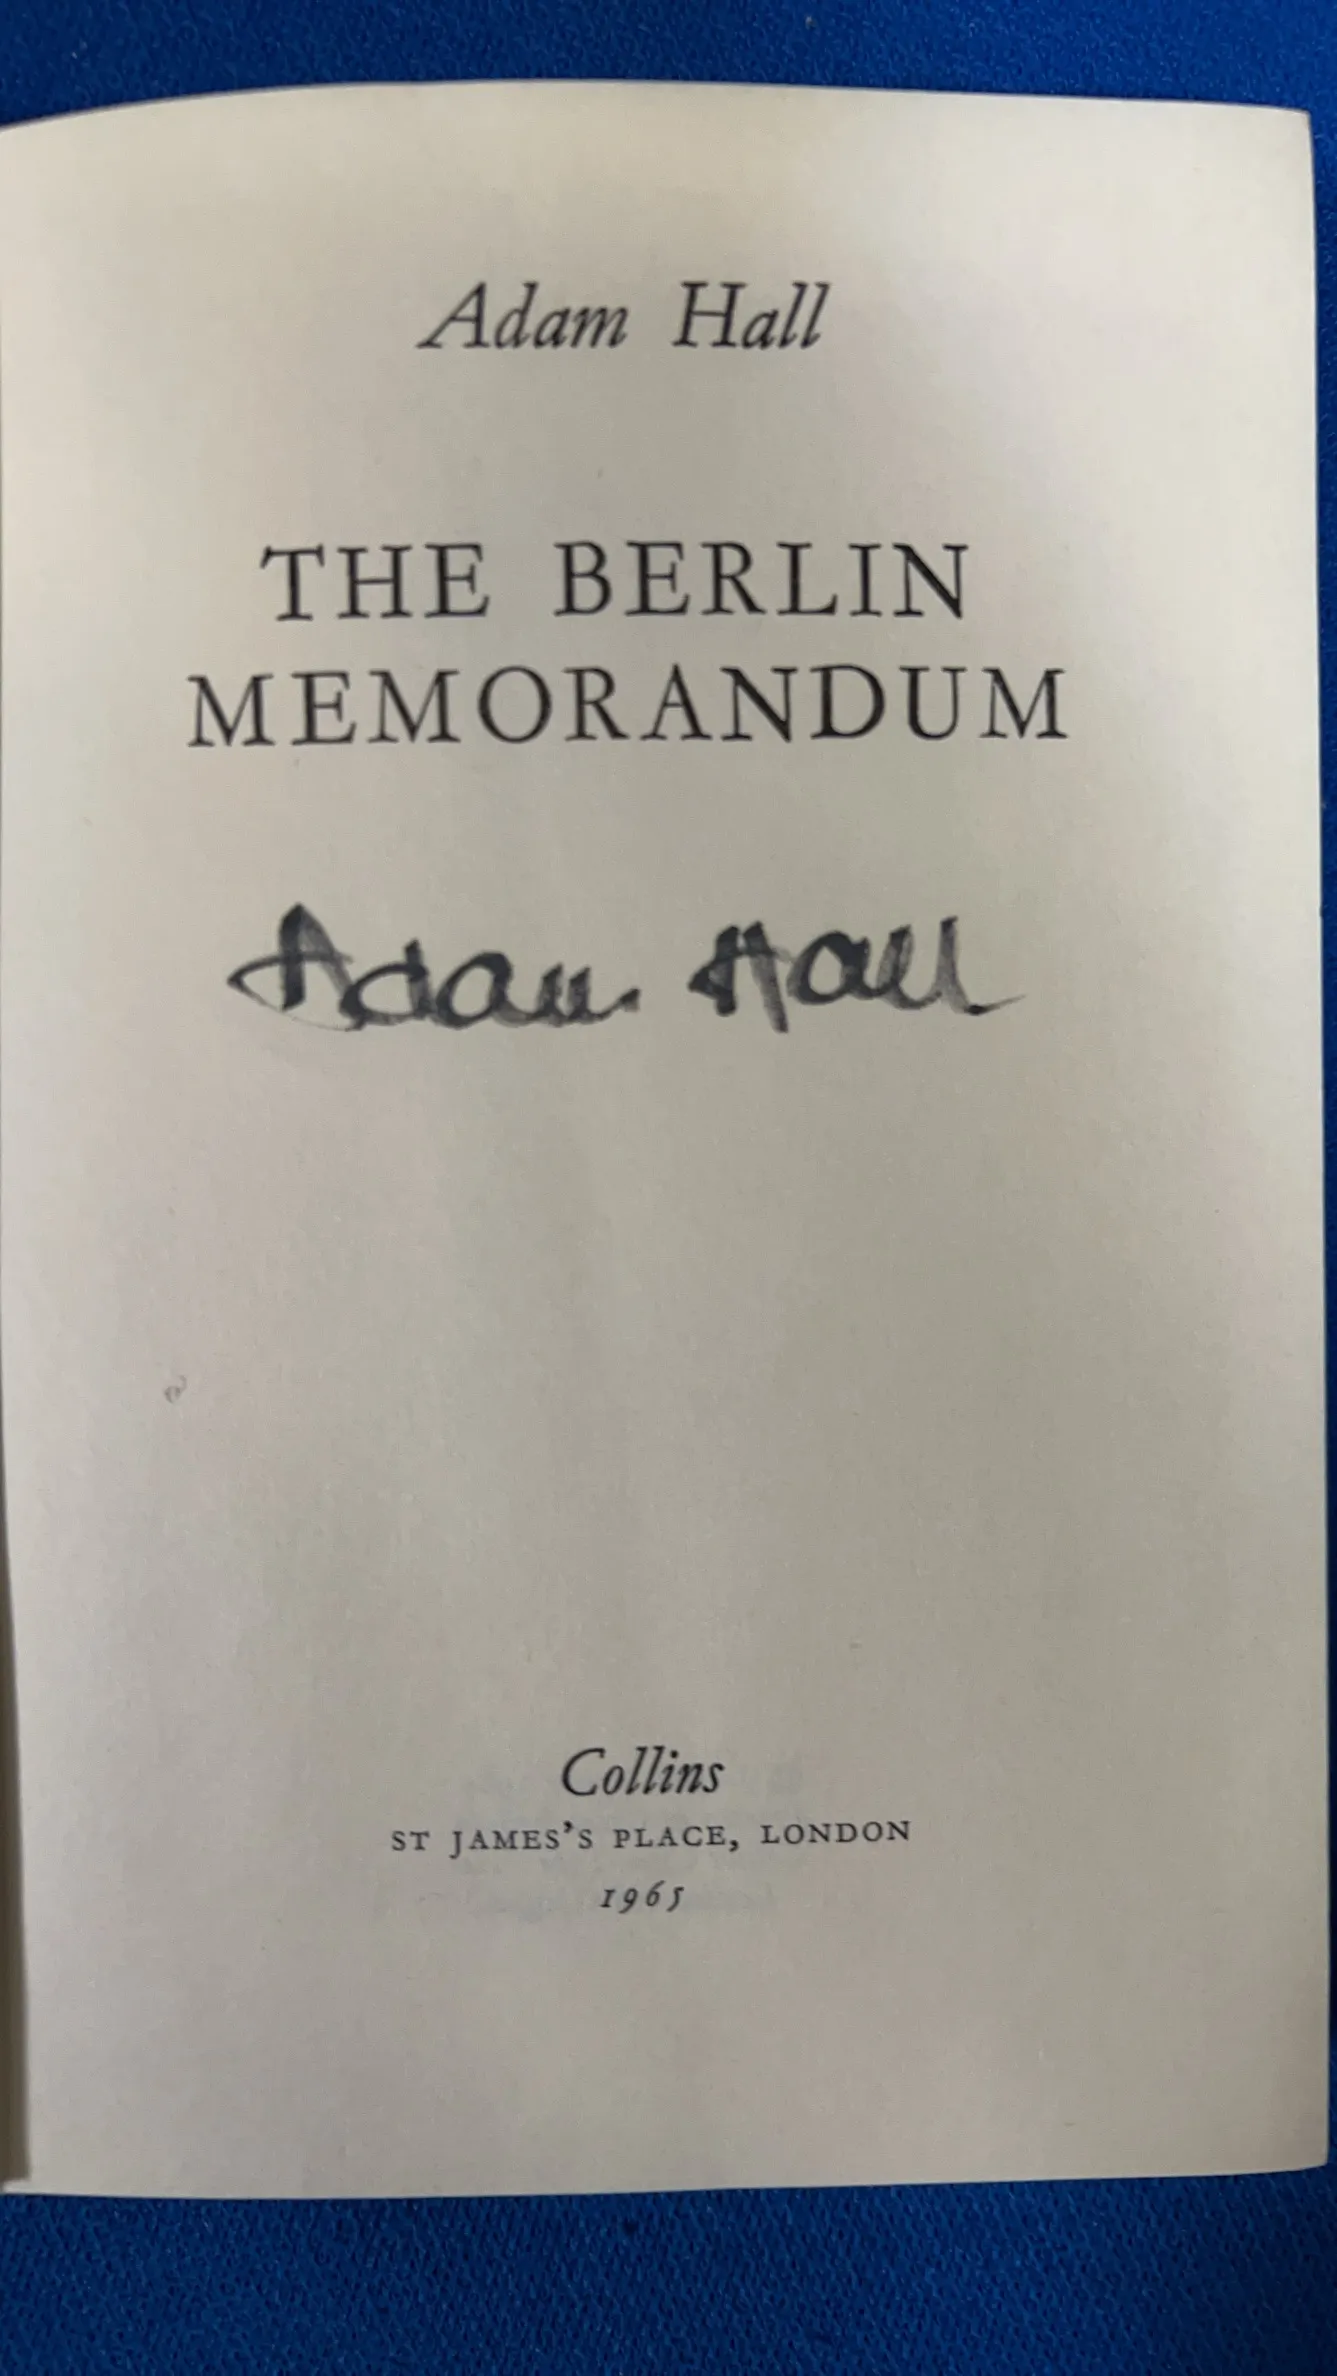 Adam Hall
THE BERLIN
MEMORANDUM
Adam Hall
Collins
ST JAMES'S PLACE, LONDON
1965